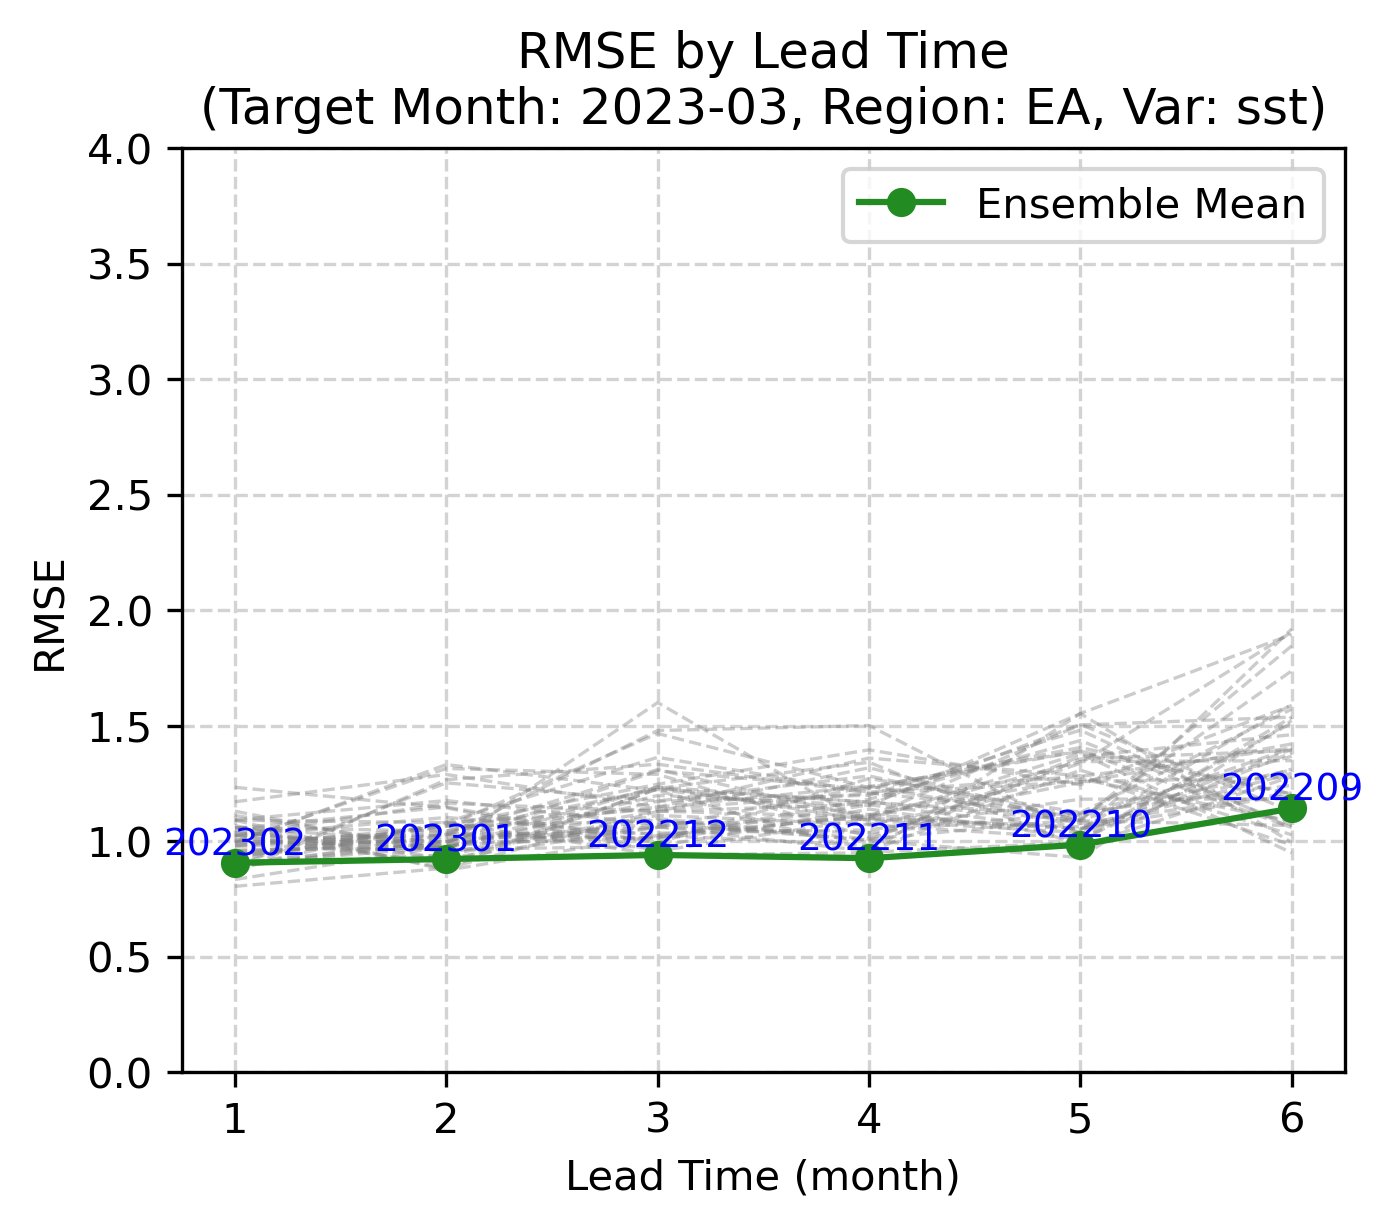 RMSE by Lead Time
(Target Month: 2023-03, Region: EA, Var: sst)
4.0
3.5
3.0
2.5
2.0
1.5
1.0
0.5
0.0
RMSE
Ensemble Mean
202302
202301
202212
202211
202210
202209
1 2 3 4 5 6
Lead Time (month)